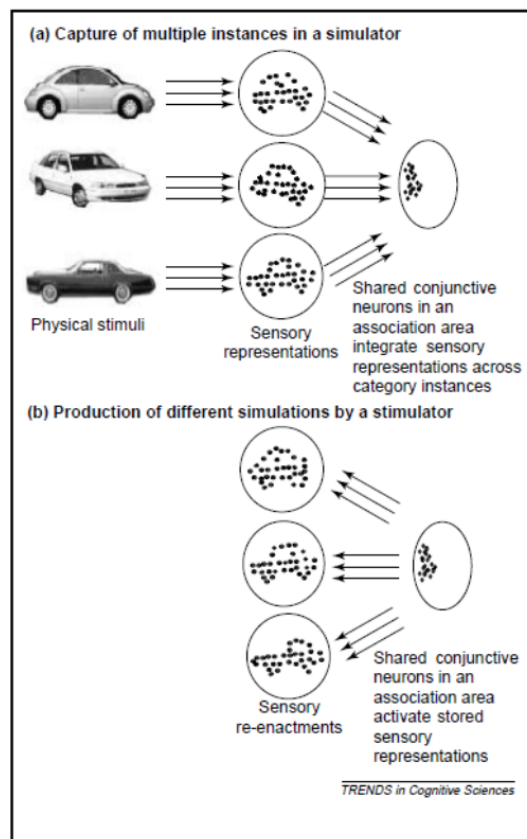 (a) Capture of multiple instances in a simulator
Physical stimuli
Sensory
representations
Shared conjunctive
neurons in an
association area
integrate sensory
representations across
category instances
(b) Production of different simulations by a stimulator
Sensory
re-enactments
Shared conjunctive
neurons in an
association area
activate stored
sensory
representations
TRENDS in Cognitive Sciences